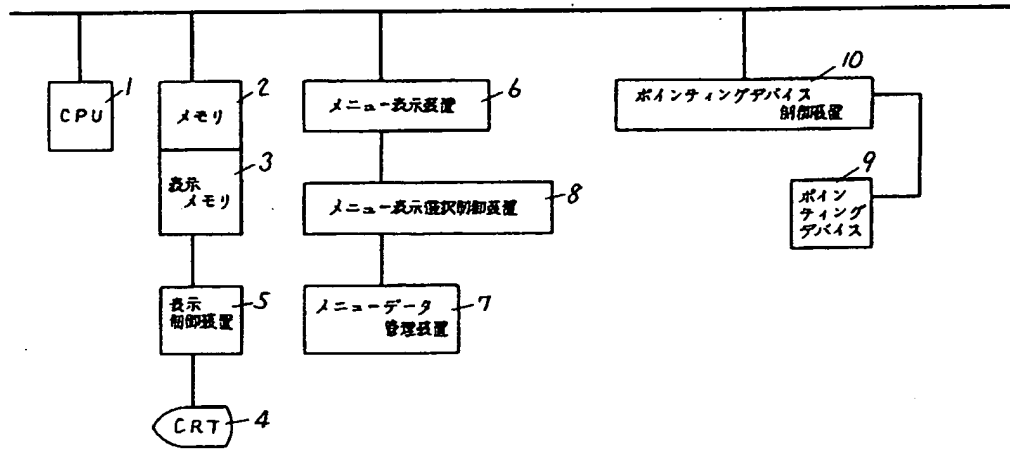 1
CPU
2
メモリ
3
表示
メモリ
5
表示
制御装置
CRT 4
6
メニュー表示装置
メニュー表示選択制御装置 8
メニューデータ
管理装置
7
10
ポインティングデバイス
制御装置
9
ポイン
ティング
デバイス